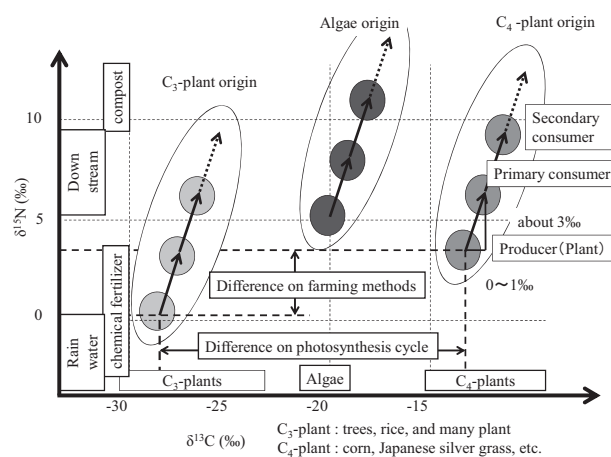 Algae origin
C4-plant origin
C3-plant origin
compost
10
Down
stream
δ15N (‰)
5
chemical fertilizer
0
Rain
water
Secondary
consumer
Primary consumer
about 3‰
Producer(Plant)
0~1‰
Difference on farming methods
Difference on photosynthesis cycle
C3-plants
Algae
C4-plants
-30
-25
-20
-15
δ13C (‰)
C3-plant : trees, rice, and many plant
C4-plant : corn, Japanese silver grass, etc.